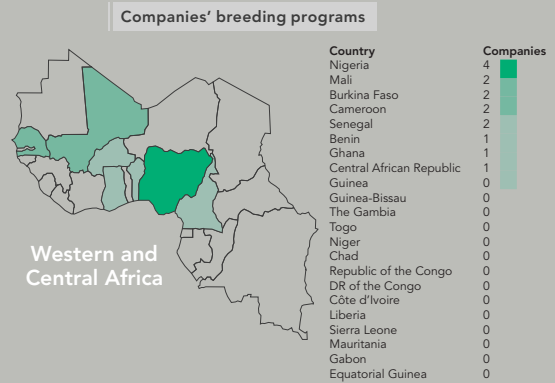 Companies' breeding programs
Country Companies
Nigeria 4
Mali 2
Burkina Faso 2
Cameroon 2
Senegal 2
Benin 1
Ghana 1
Central African Republic 1
Guinea 0
Guinea-Bissau 0
The Gambia 0
Togo 0
Niger 0
Chad 0
Republic of the Congo 0
DR of the Congo 0
Côte d'Ivoire 0
Liberia 0
Sierra Leone 0
Mauritania 0
Gabon 0
Equatorial Guinea 0
Western and
Central Africa